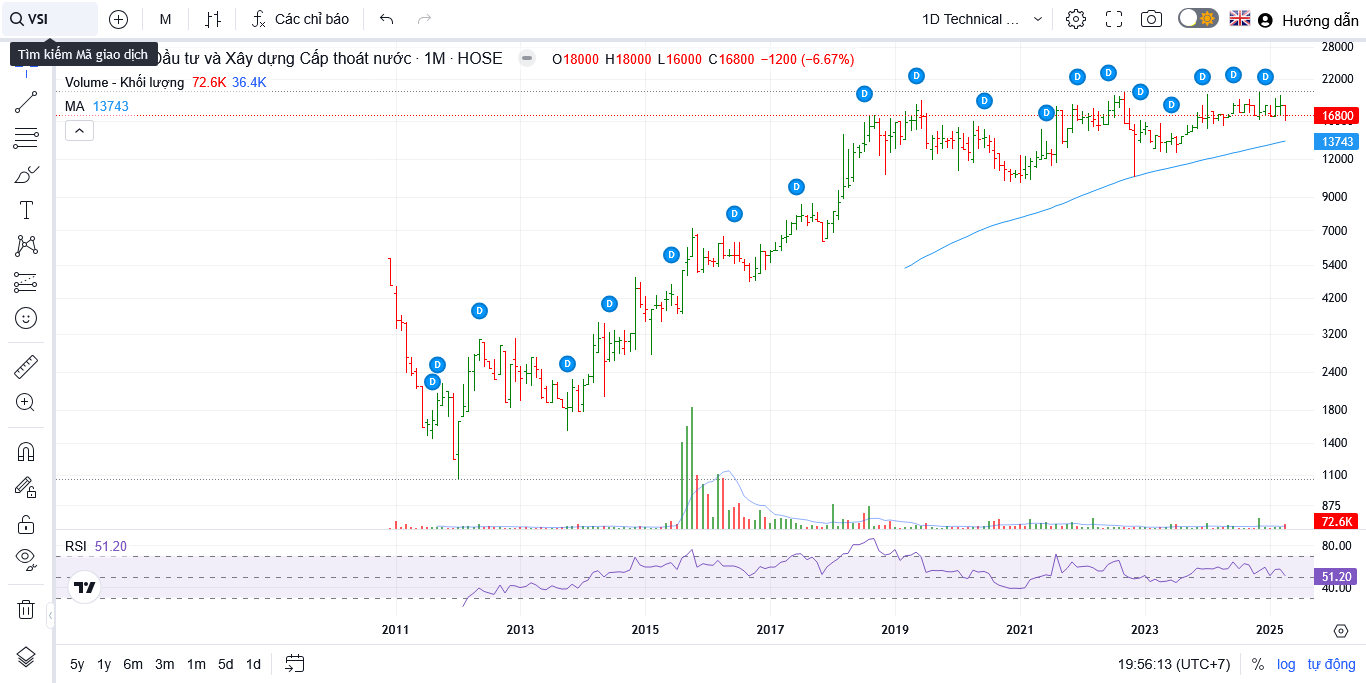 VSI
M
Các chỉ báo
1D Technical ...
Hướng dẫn
Tìm kiếm Mã giao dịch
Đầu tư và Xây dựng Cấp thoát nước · 1M · HOSE
O18000 H18000 L16000 C16800 −1200 (−6.67%)
Volume - Khối lượng 72.6K 36.4K
MA 13743
28000
22000
16800
13743
12000
9000
7000
5400
4200
3200
2400
1800
1400
1100
875
72.6K
D D D D D D D D D D D D D D D D D D D
RSI 51.20
80.00
51.20
40.00
2011 2013 2015 2017 2019 2021 2023 2025
5y 1y 6m 3m 1m 5d 1d
19:56:13 (UTC+7)
% log tự động